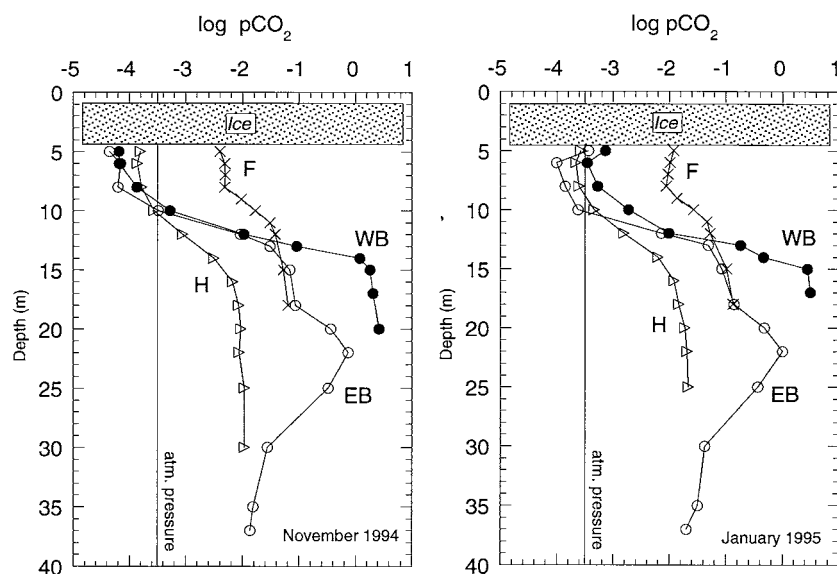 log pCO2
-5 -4 -3 -2 -1 0 1
0
5
10
15
20
25
30
35
40
Depth (m)
Ice
F
WB
H
EB
atm. pressure
November 1994
log pCO2
-5 -4 -3 -2 -1 0 1
0
5
10
15
20
25
30
35
40
Depth (m)
Ice
F
WB
H
EB
atm. pressure
January 1995